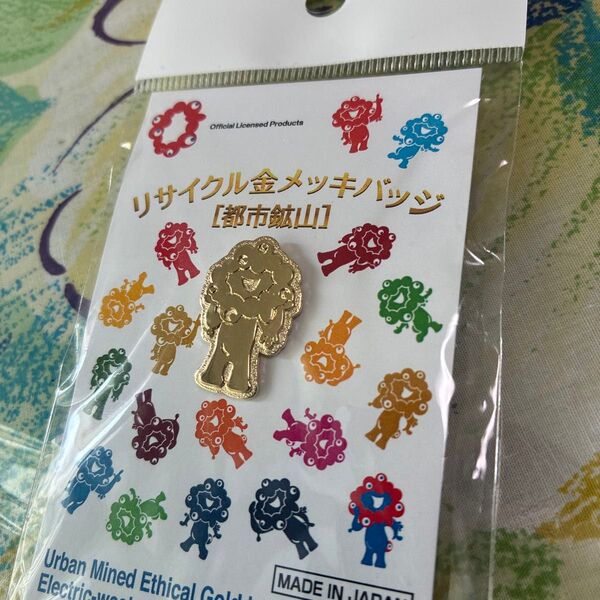 Official Licensed Products
リサイクル金メッキバッジ
[都市鉱山]
Urban Mined Ethical Gold
Electric-
MADE IN JAPAN